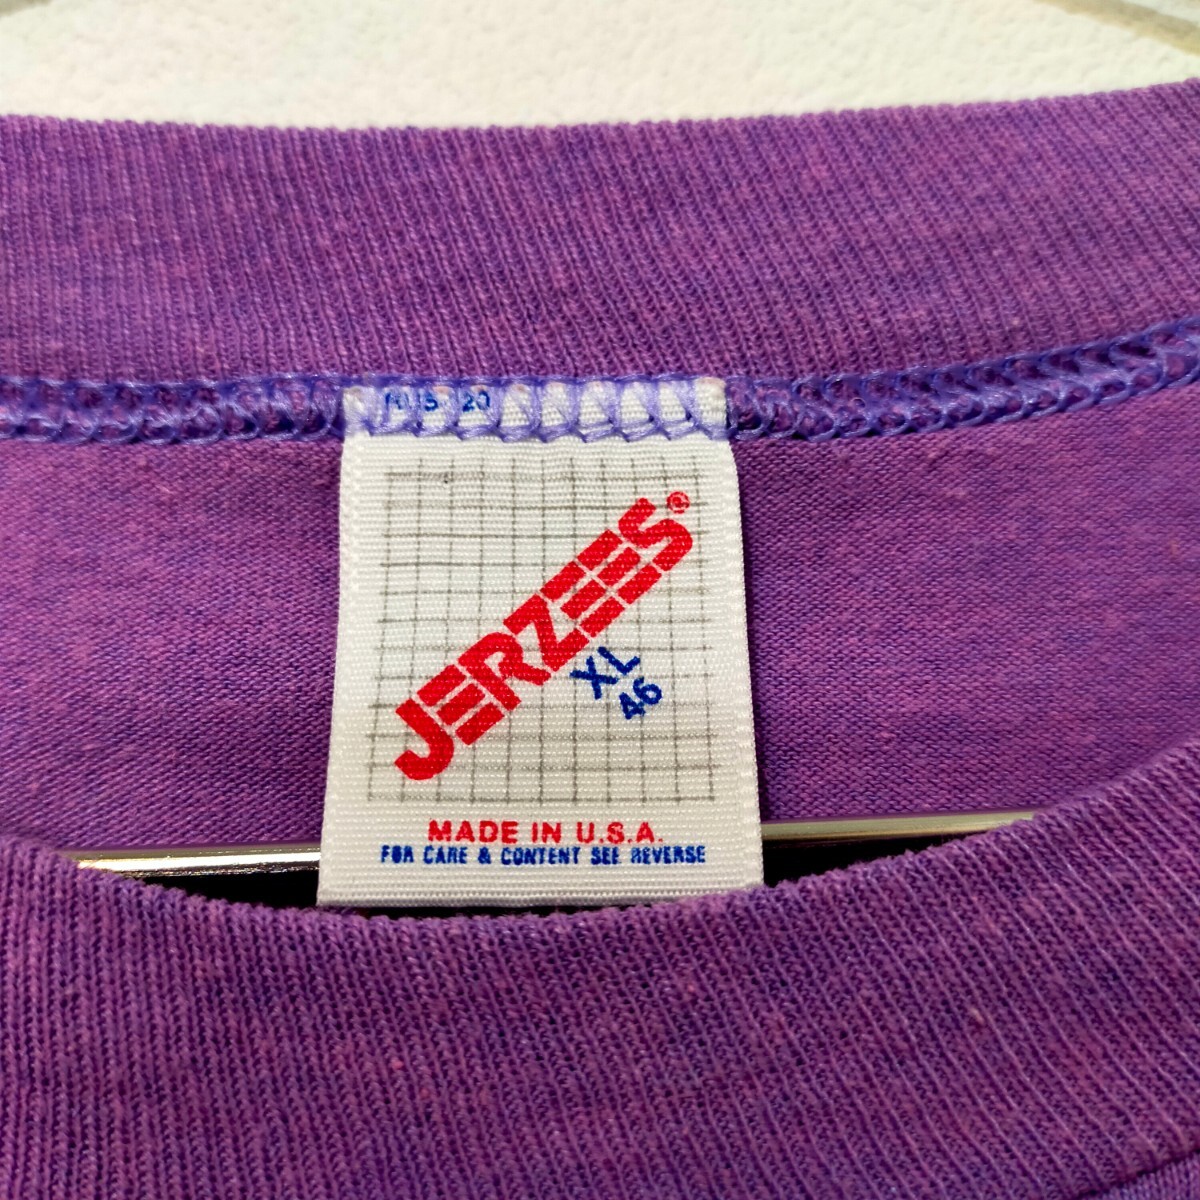 JERZEES®
XL
46
MADE IN U.S.A.
FOR CARE & CONTENT SEE REVERSE